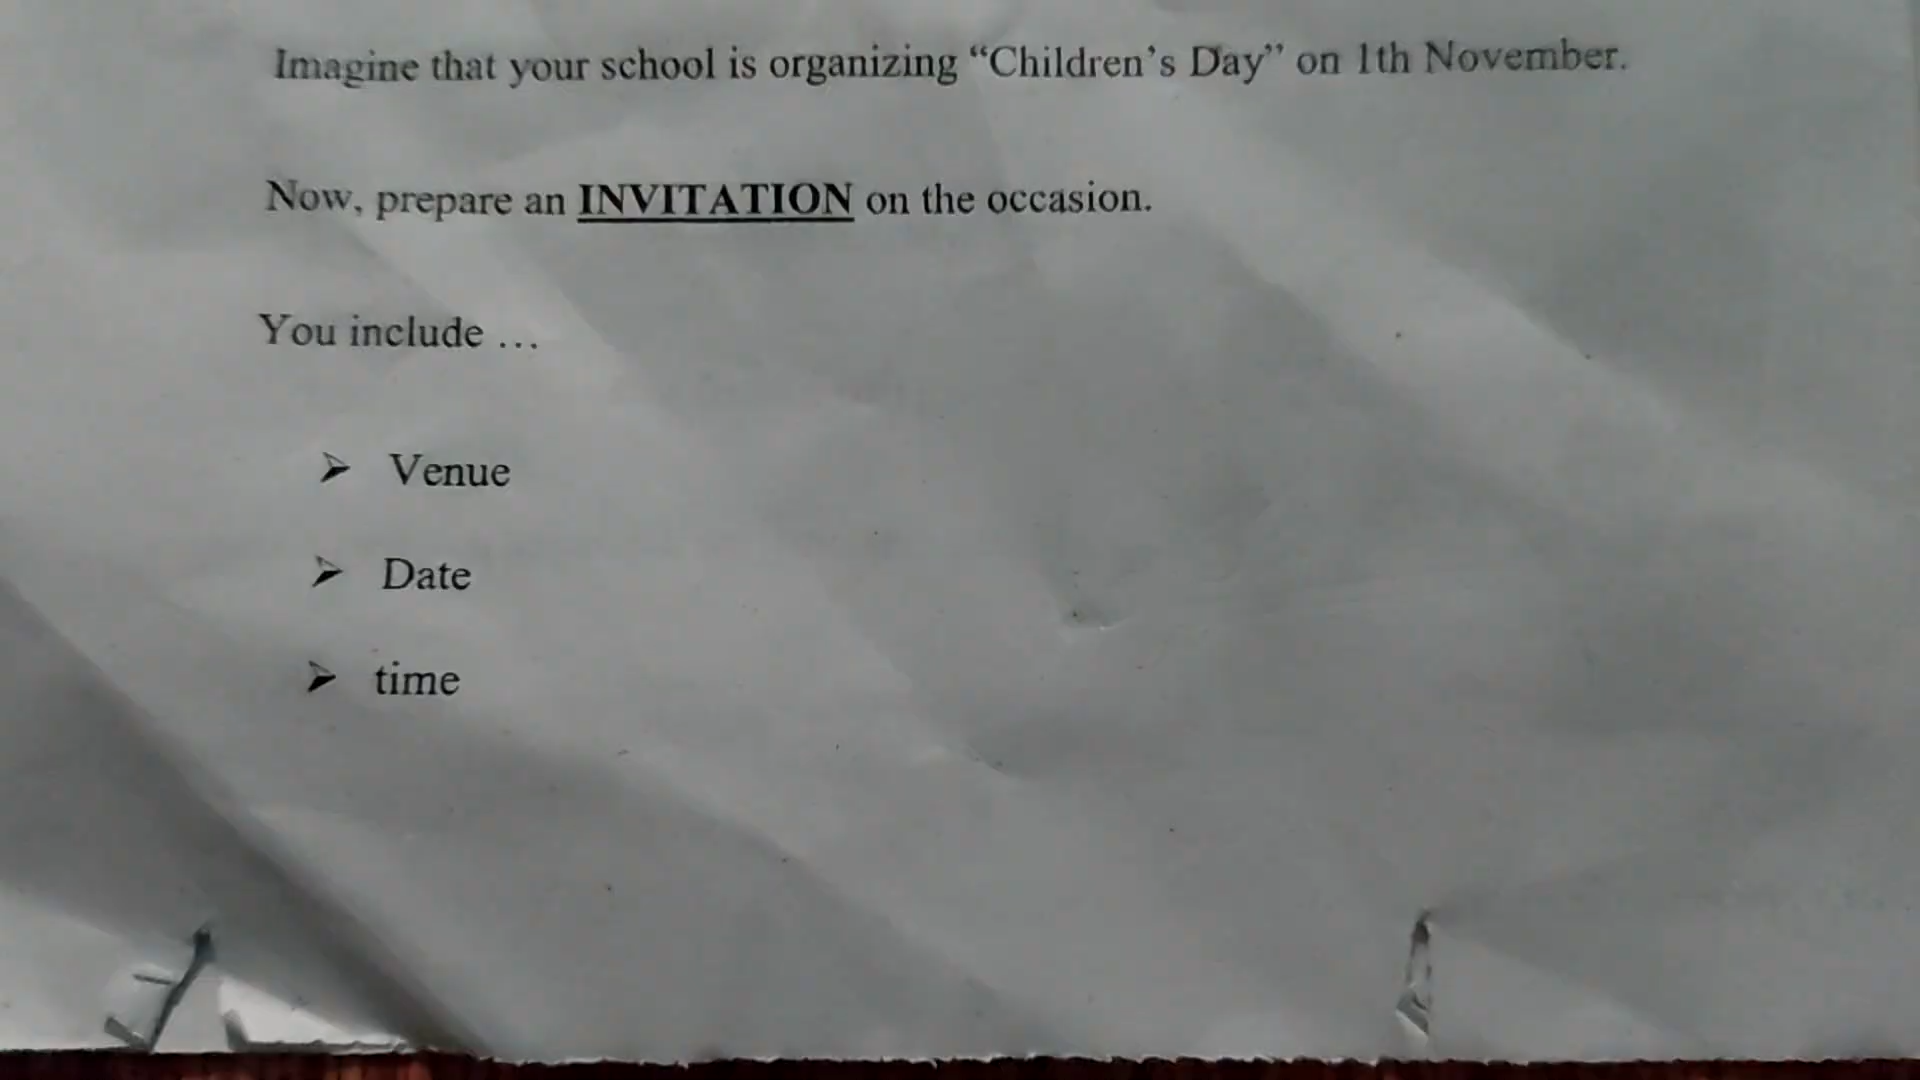 Imagine that your school is organizing “Children’s Day” on 1th November.
Now, prepare an INVITATION on the occasion.
You include ...
➢ Venue
➢ Date
➢ time